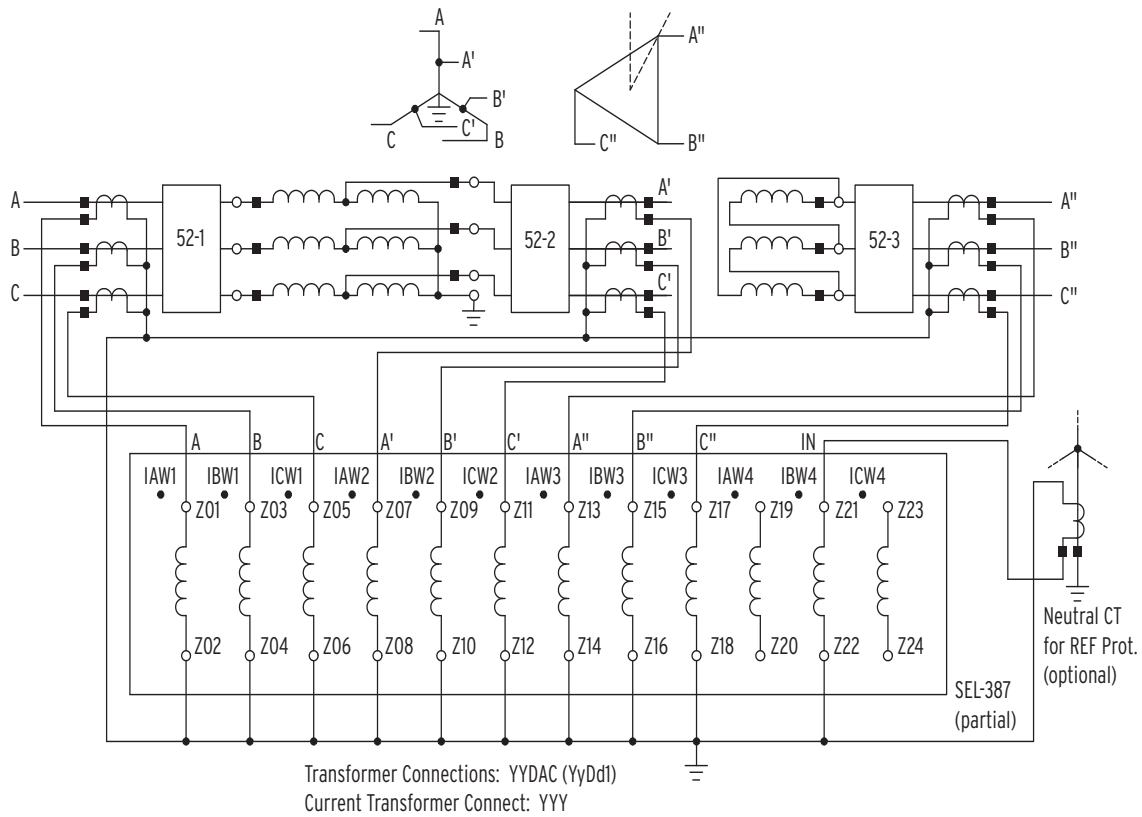 A
A'
B'
C'
C
B
A"
C"
B"
A
B
C
52-1
52-2
A'
B'
C'
52-3
A"
B"
C"
A
B
C
A'
B'
C'
A"
B"
C"
IN
IAW1
IBW1
ICW1
IAW2
IBW2
ICW2
IAW3
IBW3
ICW3
IAW4
IBW4
ICW4
Z01
Z03
Z05
Z07
Z09
Z11
Z13
Z15
Z17
Z19
Z21
Z23
Z02
Z04
Z06
Z08
Z10
Z12
Z14
Z16
Z18
Z20
Z22
Z24
Neutral CT
for REF Prot.
(optional)
SEL-387
(partial)
Transformer Connections: YYDAC (YyDd1)
Current Transformer Connect: YYY